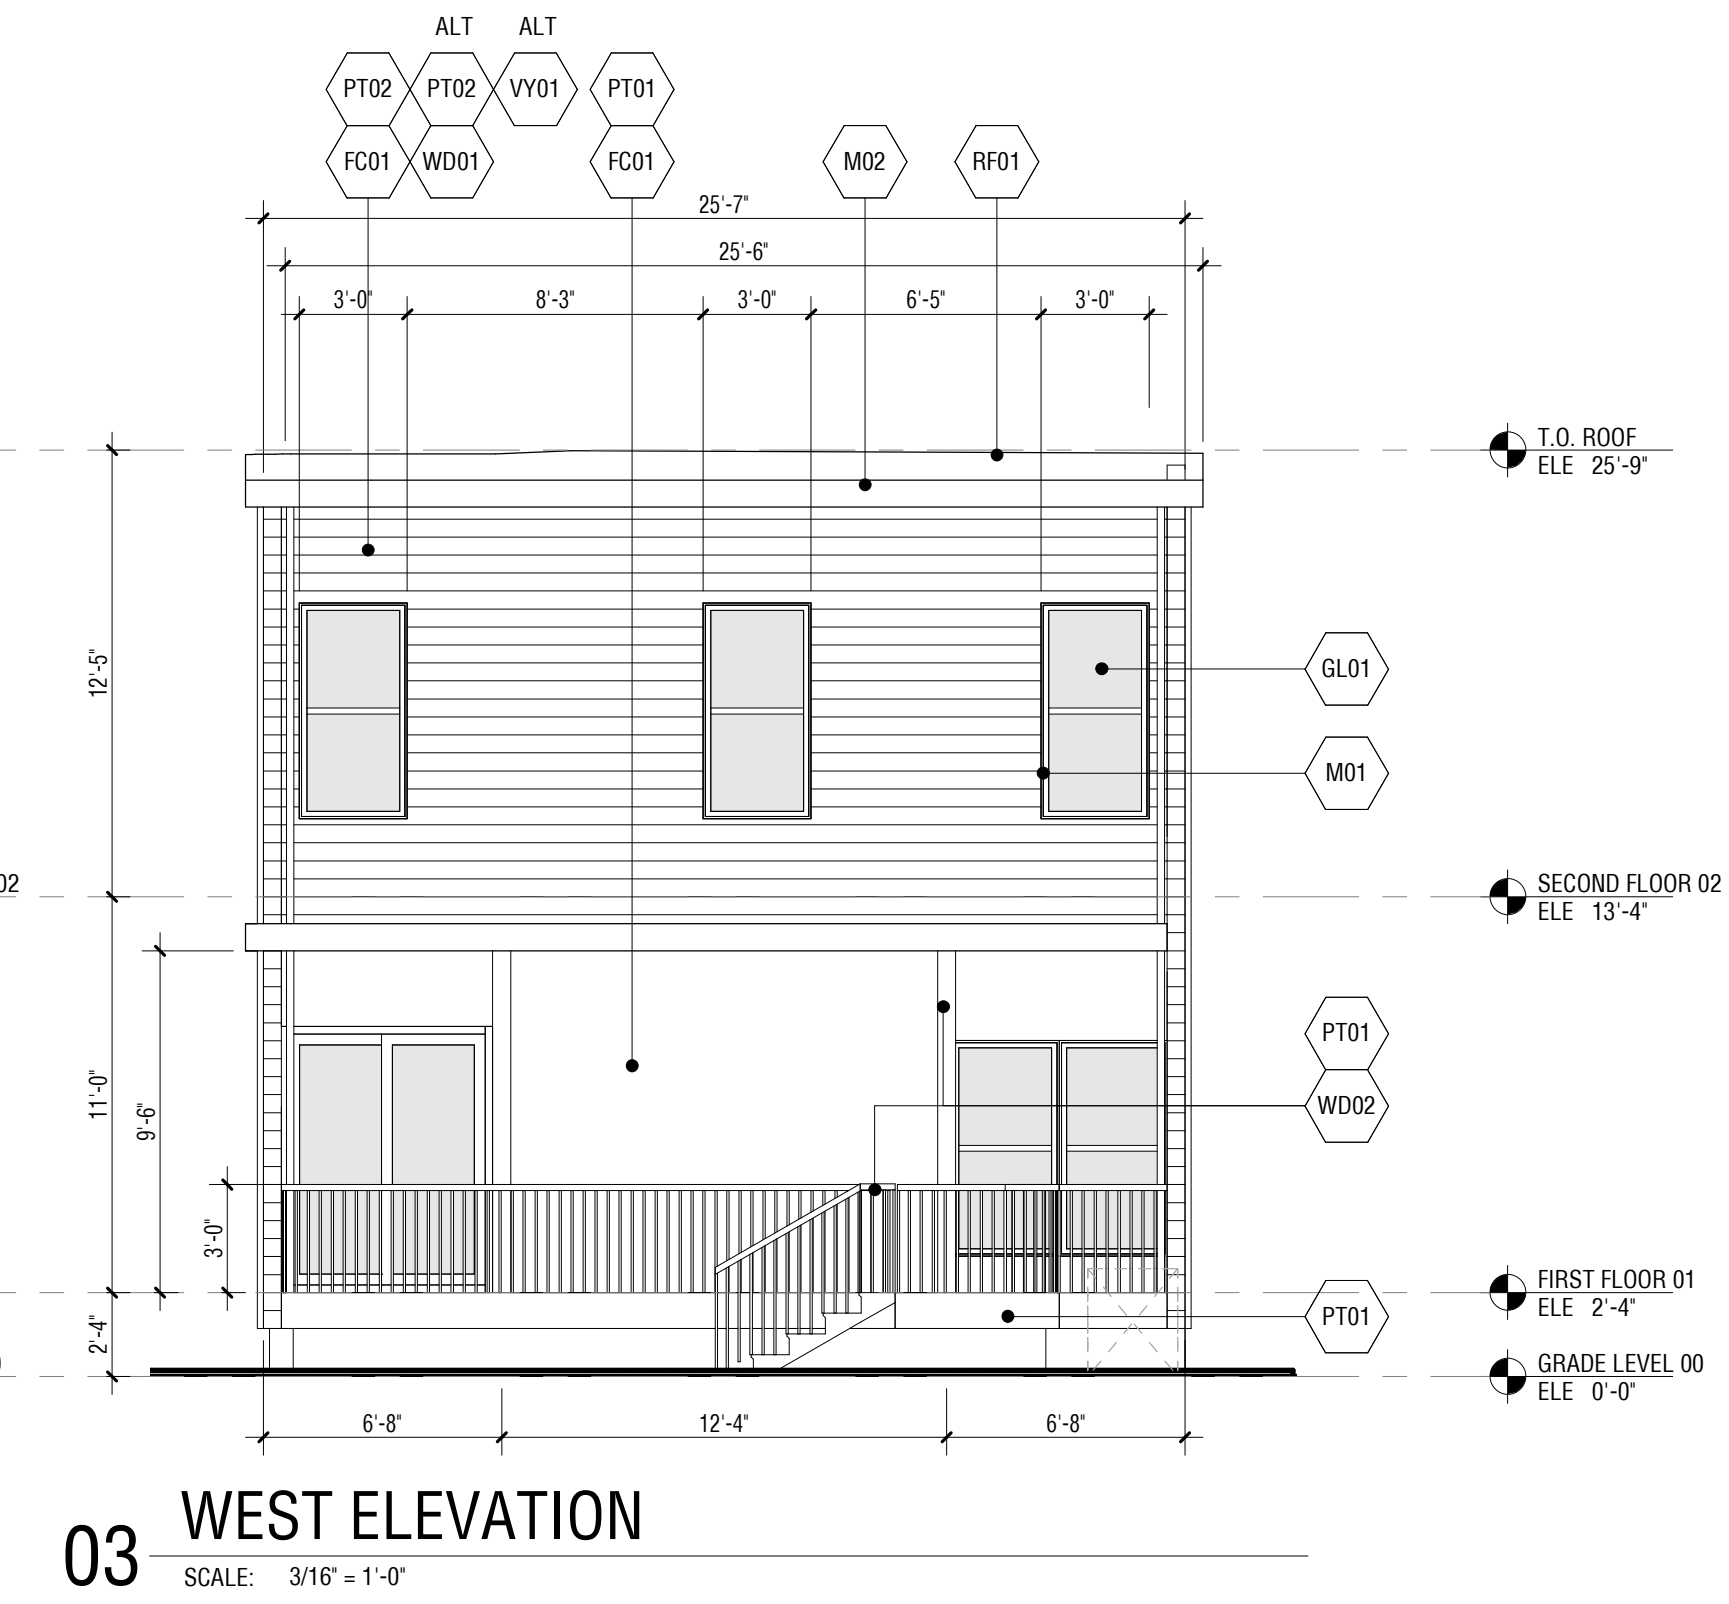 ALT ALT
PT02 PT02 VY01 PT01
FC01 WD01 FC01 M02 RF01
25'-7"
25'-6"
3'-0" 8'-3" 3'-0" 6'-5" 3'-0"
T.O. ROOF
ELE 25'-9"
12'-5"
GL01
M01
02
SECOND FLOOR 02
ELE 13'-4"
11'-0"
9'-6"
PT01
WD02
3'-0"
FIRST FLOOR 01
ELE 2'-4"
PT01
2'-4"
GRADE LEVEL 00
ELE 0'-0"
6'-8" 12'-4" 6'-8"
03 WEST ELEVATION
SCALE: 3/16" = 1'-0"